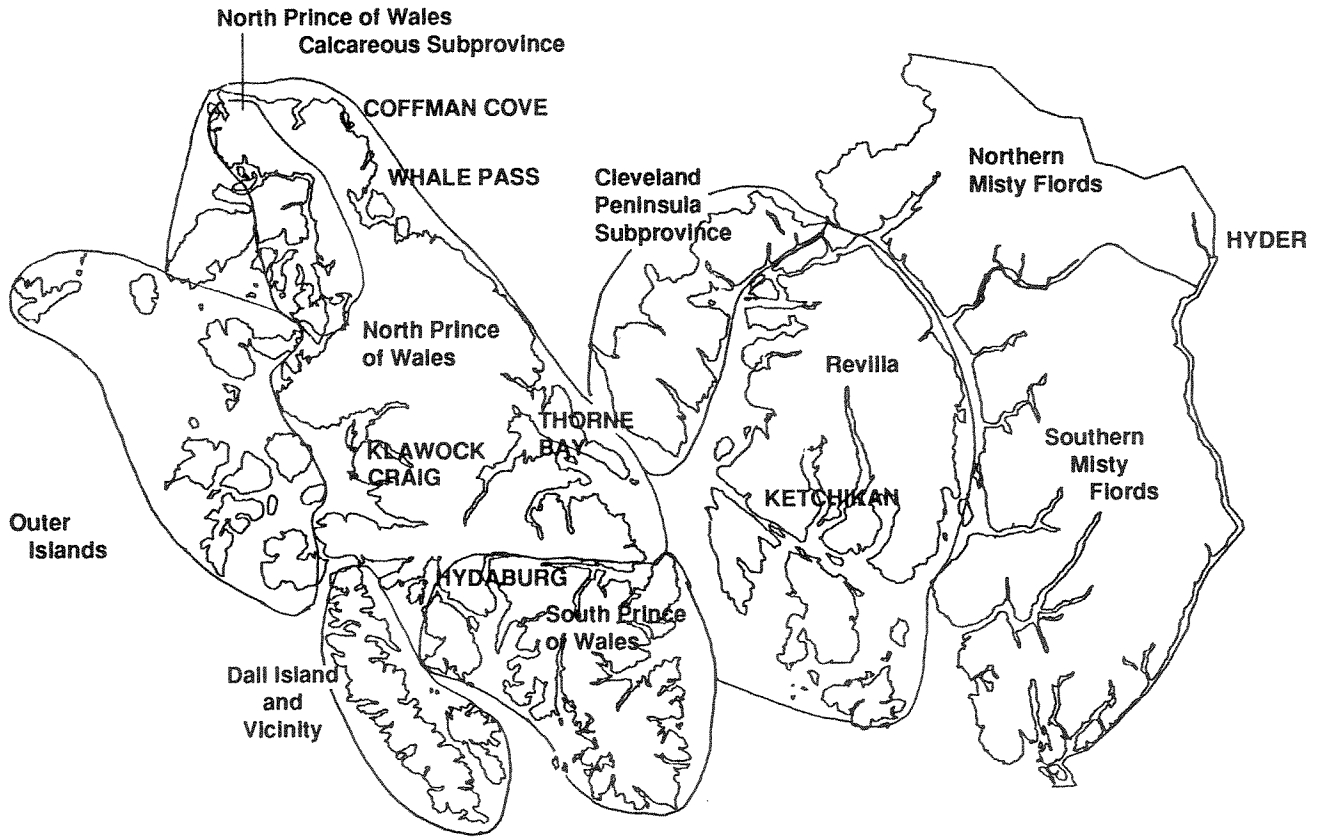 North Prince of Wales
Calcareous Subprovince
COFFMAN COVE
WHALE PASS
Cleveland
Peninsula
Subprovince
Northern
Misty Fiords
HYDER
North Prince
of Wales
Revilla
THORNE
BAY
KLAWOCK
CRAIG
Southern
Misty
Fiords
KETCHIKAN
Outer
Islands
HYDABURG
South Prince
of Wales
Dall Island
and
Vicinity